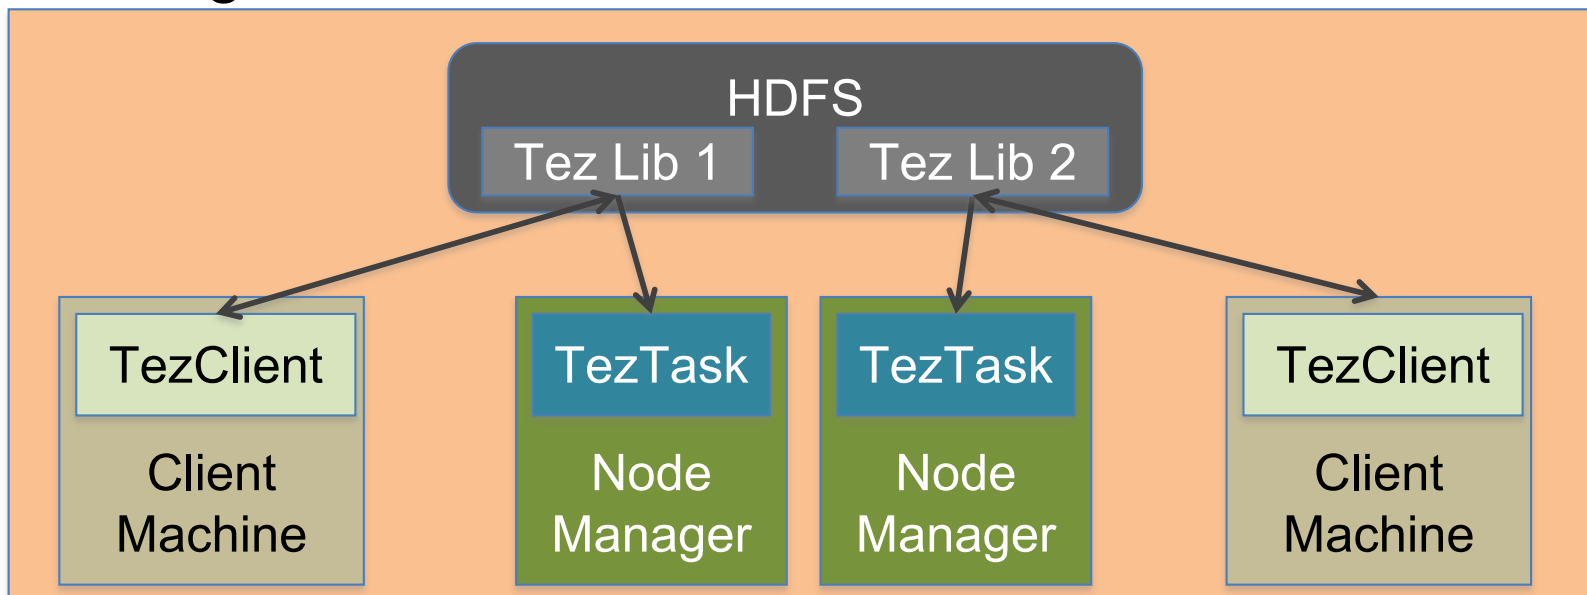 HDFS
Tez Lib 1
Tez Lib 2
TezClient
Client
Machine
TezTask
Node
Manager
TezTask
Node
Manager
TezClient
Client
Machine